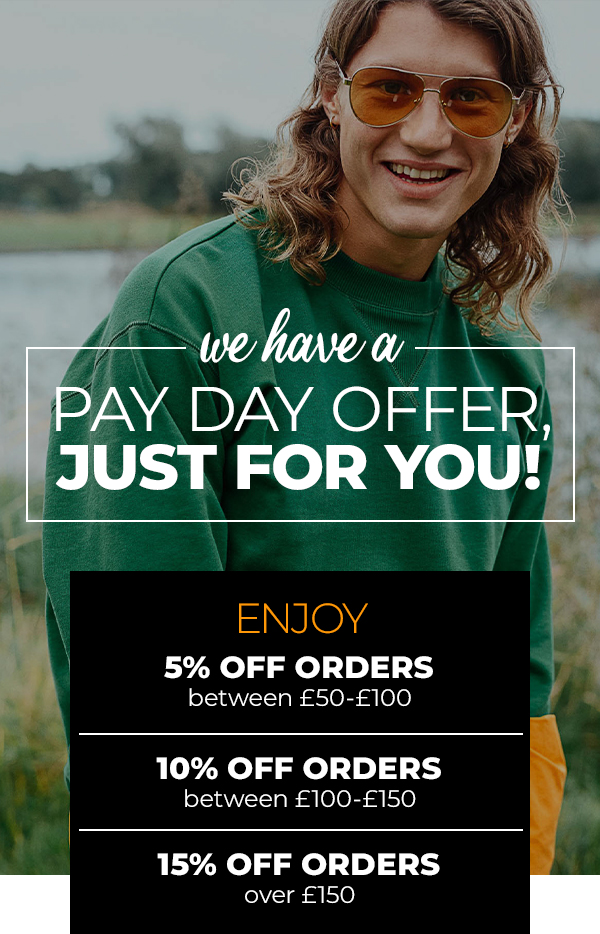 we have a
PAY DAY OFFER,
JUST FOR YOU!
ENJOY
5% OFF ORDERS
between £50-£100
10% OFF ORDERS
between £100-£150
15% OFF ORDERS
over £150